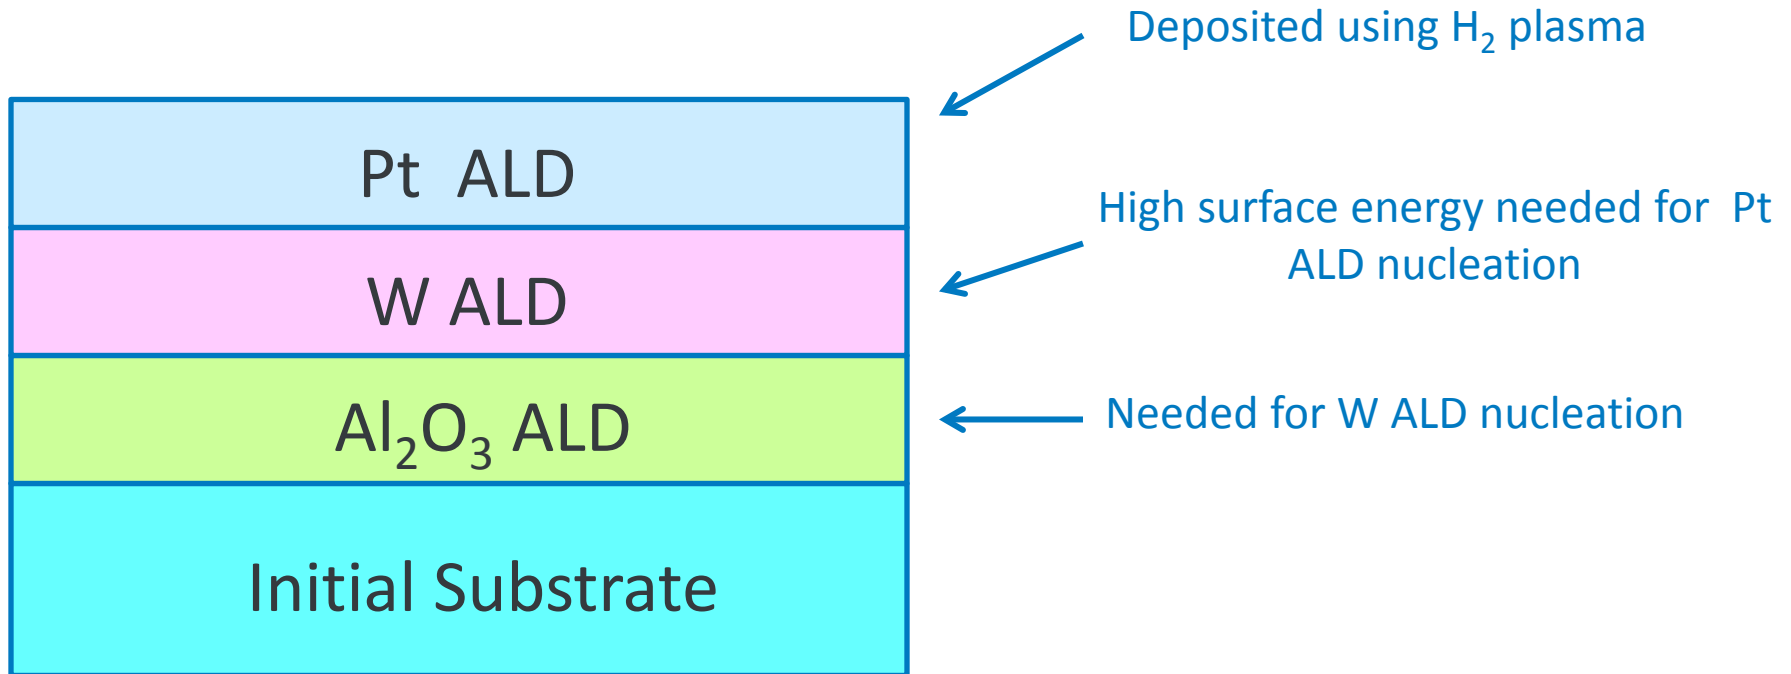 Deposited using H₂ plasma
Pt  ALD
High surface energy needed for  Pt
ALD nucleation
W ALD
Al₂O₃ ALD
Needed for W ALD nucleation
Initial Substrate